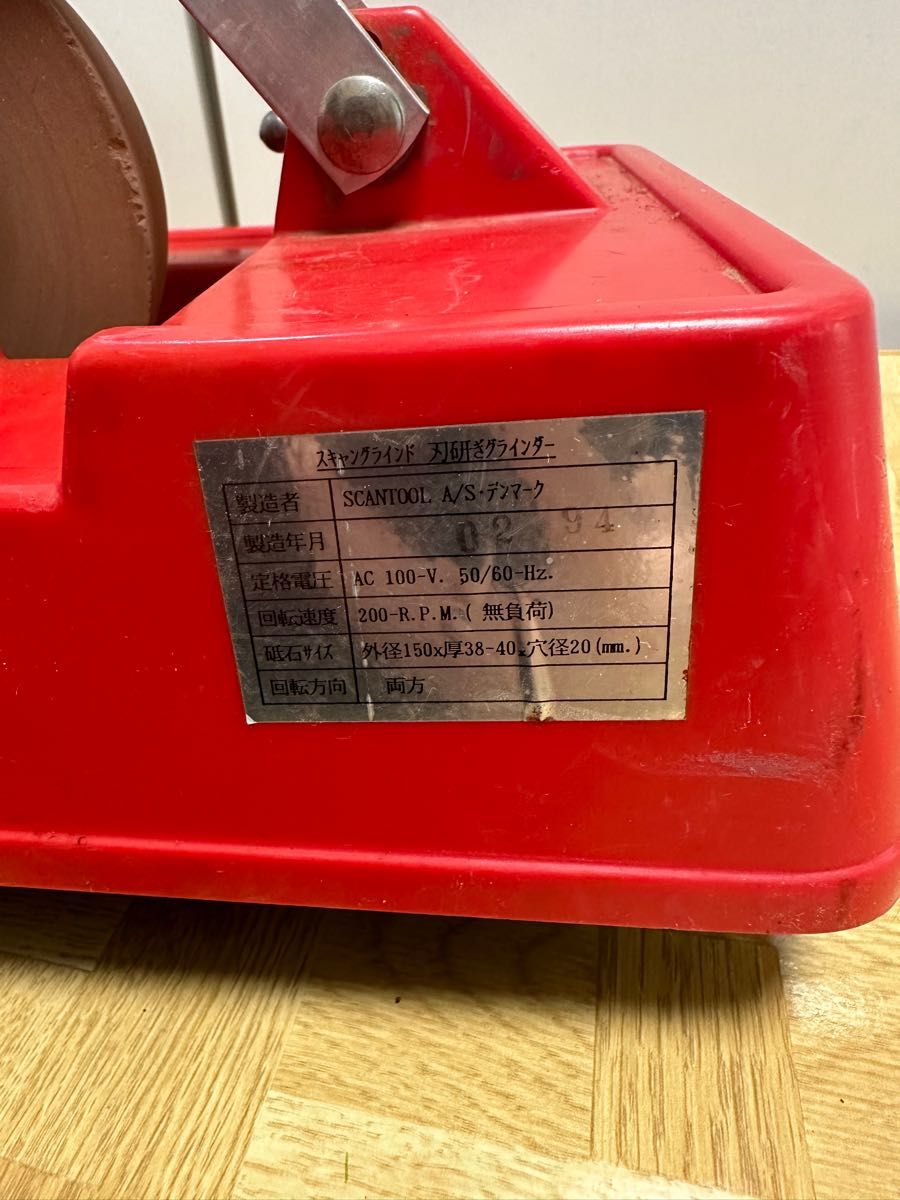 スキャングラインド 刃研ぎグラインダー
製造者 SCANTOOL A/S・デンマーク
製造年月 02 94
定格電圧 AC 100-V. 50/60-Hz.
回転速度 200-R.P.M.( 無負荷)
砥石サイズ 外径150x厚38-40x穴径20(mm.)
回転方向 両方